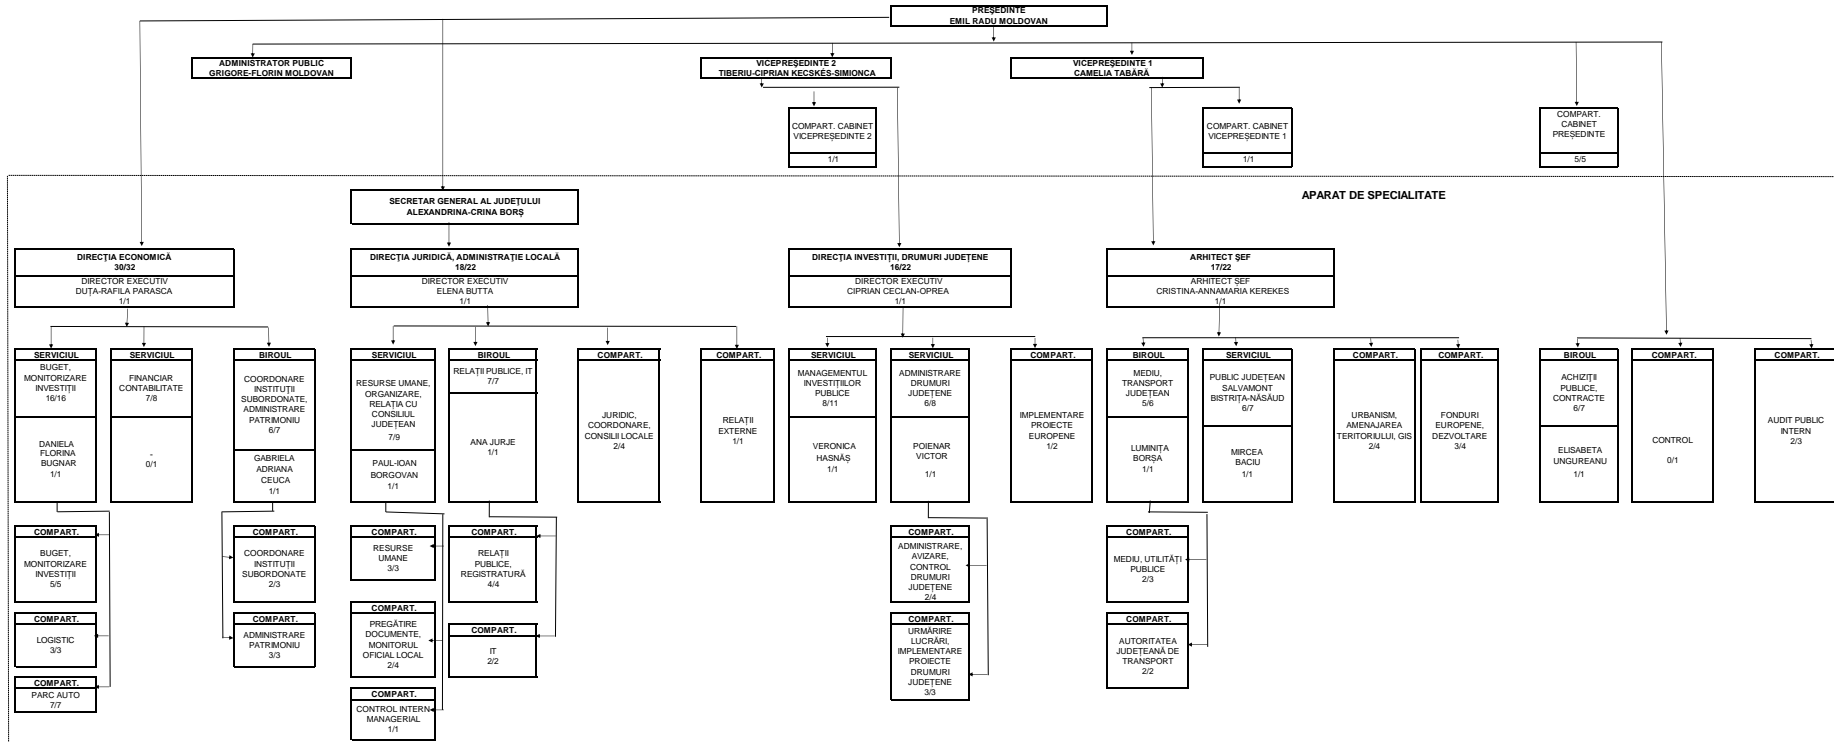 PREȘEDINTE
EMIL RADU MOLDOVAN
ADMINISTRATOR PUBLIC
GRIGORE-FLORIN MOLDOVAN
VICEPREȘEDINTE 2
TIBERIU-CIPRIAN KECSKÉS-SIMIONCA
VICEPREȘEDINTE 1
CAMELIA TABĂRĂ
COMPART. CABINET
VICEPREȘEDINTE 2
1/1
COMPART. CABINET
VICEPREȘEDINTE 1
1/1
COMPART.
CABINET
PREȘEDINTE
5/5
APARAT DE SPECIALITATE
SECRETAR GENERAL AL JUDEȚULUI
ALEXANDRINA-CRINA BORȘ
DIRECȚIA ECONOMICĂ
30/32
DIRECTOR EXECUTIV
DUȚA-RAFILA PARASCA
1/1
DIRECȚIA JURIDICĂ, ADMINISTRAȚIE LOCALĂ
18/22
DIRECTOR EXECUTIV
ELENA BUTTA
1/1
DIRECȚIA INVESTIȚII, DRUMURI JUDEȚENE
16/22
DIRECTOR EXECUTIV
CIPRIAN CECLAN-OPREA
1/1
ARHITECT ȘEF
17/22
ARHITECT ȘEF
CRISTINA-ANNAMARIA KEREKES
1/1
SERVICIUL
BUGET,
MONITORIZARE
INVESTIȚII
16/16
DANIELA
FLORINA
BUGNAR
1/1
SERVICIUL
FINANCIAR
CONTABILITATE
7/8
-
0/1
BIROUL
COORDONARE
INSTITUȚII
SUBORDONATE,
ADMINISTRARE
PATRIMONIU
6/7
GABRIELA
ADRIANA
CEUCA
1/1
SERVICIUL
RESURSE UMANE,
ORGANIZARE,
RELAȚIA CU
CONSILIUL
JUDEȚEAN
7/9
PAUL-IOAN
BORGOVAN
1/1
BIROUL
RELAȚII PUBLICE, IT
7/7
ANA JURJE
1/1
COMPART.
JURIDIC,
COORDONARE,
CONSILII LOCALE
2/4
COMPART.
RELAȚII
EXTERNE
1/1
SERVICIUL
MANAGEMENTUL
INVESTIȚIILOR
PUBLICE
8/11
VERONICA
HASNĂȘ
1/1
SERVICIUL
ADMINISTRARE
DRUMURI
JUDEȚENE
6/8
POIENAR
VICTOR
1/1
COMPART.
IMPLEMENTARE
PROIECTE
EUROPENE
1/2
BIROUL
MEDIU,
TRANSPORT
JUDEȚEAN
5/6
LUMINIȚA
BORȘA
1/1
SERVICIUL
PUBLIC JUDEȚEAN
SALVAMONT
BISTRIȚA-NĂSĂUD
6/7
MIRCEA
BACIU
1/1
COMPART.
URBANISM,
AMENAJAREA
TERITORIULUI, GIS
2/4
COMPART.
FONDURI
EUROPENE,
DEZVOLTARE
3/4
BIROUL
ACHIZIȚII
PUBLICE,
CONTRACTE
6/7
ELISABETA
UNGUREANU
1/1
COMPART.
CONTROL
0/1
COMPART.
AUDIT PUBLIC
INTERN
2/3
COMPART.
BUGET,
MONITORIZARE
INVESTIȚII
5/5
COMPART.
LOGISTIC
3/3
COMPART.
PARC AUTO
7/7
COMPART.
COORDONARE
INSTITUȚII
SUBORDONATE
2/3
COMPART.
ADMINISTRARE
PATRIMONIU
3/3
COMPART.
RESURSE
UMANE
3/3
COMPART.
PREGĂTIRE
DOCUMENTE,
MONITORUL
OFICIAL LOCAL
2/4
COMPART.
CONTROL INTERN
MANAGERIAL
1/1
COMPART.
RELAȚII
PUBLICE,
REGISTRATURĂ
4/4
COMPART.
IT
2/2
COMPART.
ADMINISTRARE,
AVIZARE,
CONTROL
DRUMURI
JUDEȚENE
2/4
COMPART.
URMĂRIRE
LUCRĂRI,
IMPLEMENTARE
PROIECTE
DRUMURI
JUDEȚENE
3/3
COMPART.
MEDIU, UTILITĂȚI
PUBLICE
2/3
COMPART.
AUTORITATEA
JUDEȚEANĂ DE
TRANSPORT
2/2